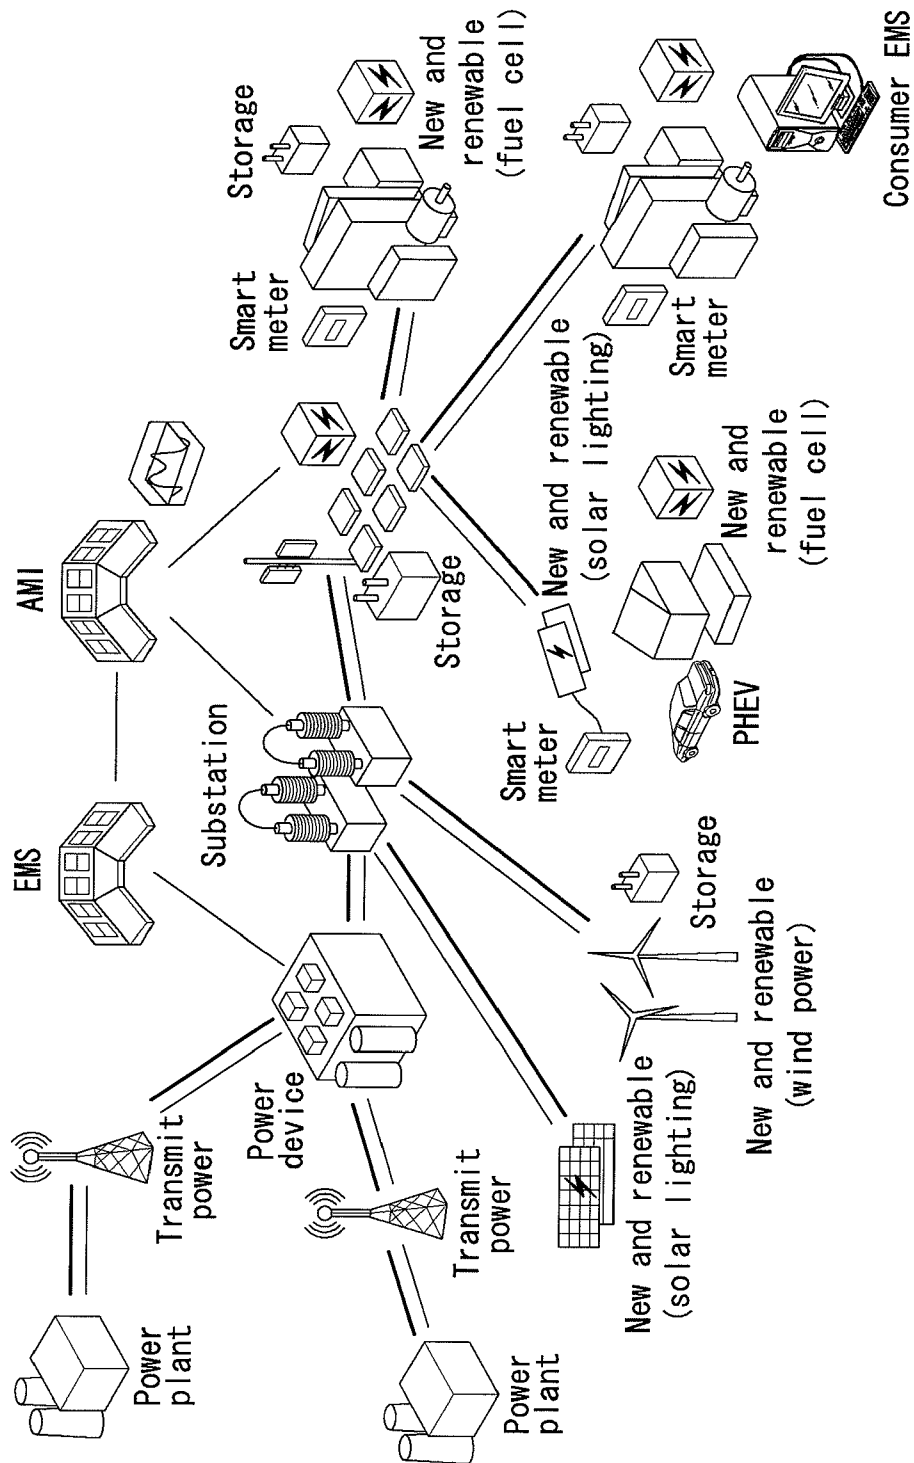 Power
plant
Transmit
power
EMS
AMI
Power
plant
Transmit
power
Power
device
Substation
Storage
Smart
meter
Storage
New and
renewable
(fuel cell)
New and renewable
(solar lighting)
New and renewable
(wind power)
Storage
Smart
meter
New and renewable
(solar lighting)
PHEV
New and
renewable
(fuel cell)
Smart
meter
Consumer EMS